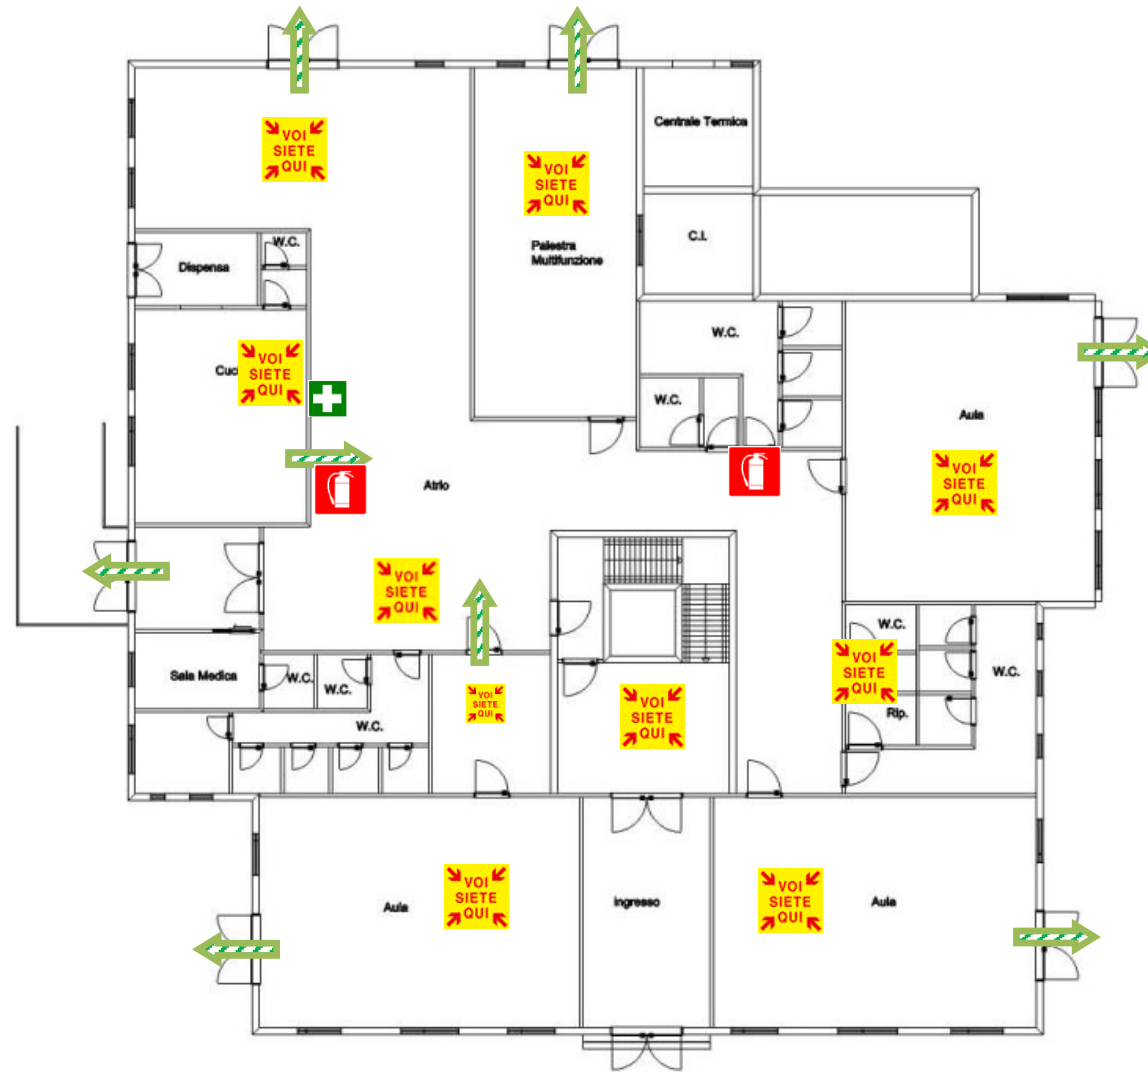 VOI
SIETE
QUI
Centrale Termica
VOI
SIETE
QUI
C.I.
W.C.
Palestra
Multifunzione
Dispensa
W.C.
VOI
SIETE
QUI
W.C.
Aula
Atrio
VOI
SIETE
QUI
VOI
SIETE
QUI
W.C.
VOI
SIETE
QUI
W.C.
Rip.
Sala Medica
W.C.
W.C.
W.C.
VOI
SIETE
QUI
VOI
SIETE
QUI
Aula
VOI
SIETE
QUI
Ingresso
VOI
SIETE
QUI
Aula